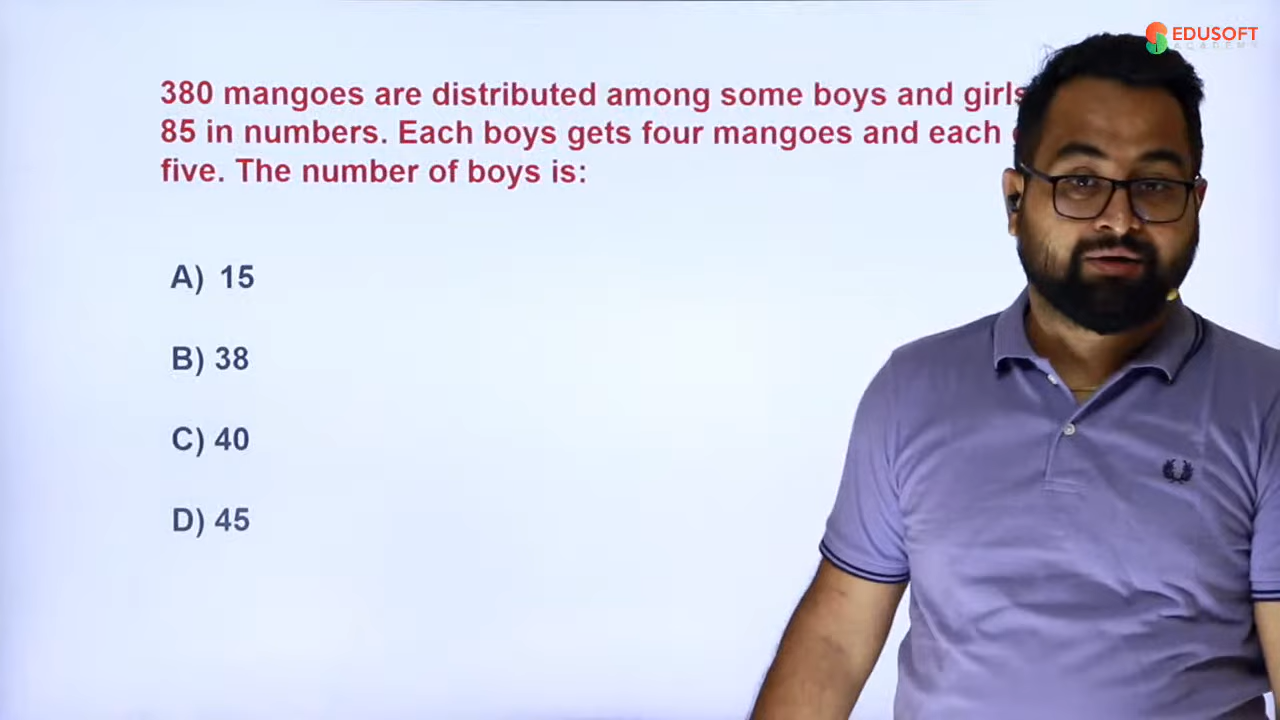 EDUSOFT
ACADEMY
380 mangoes are distributed among some boys and girls
85 in numbers. Each boys gets four mangoes and each
five. The number of boys is:
A) 15
B) 38
C) 40
D) 45